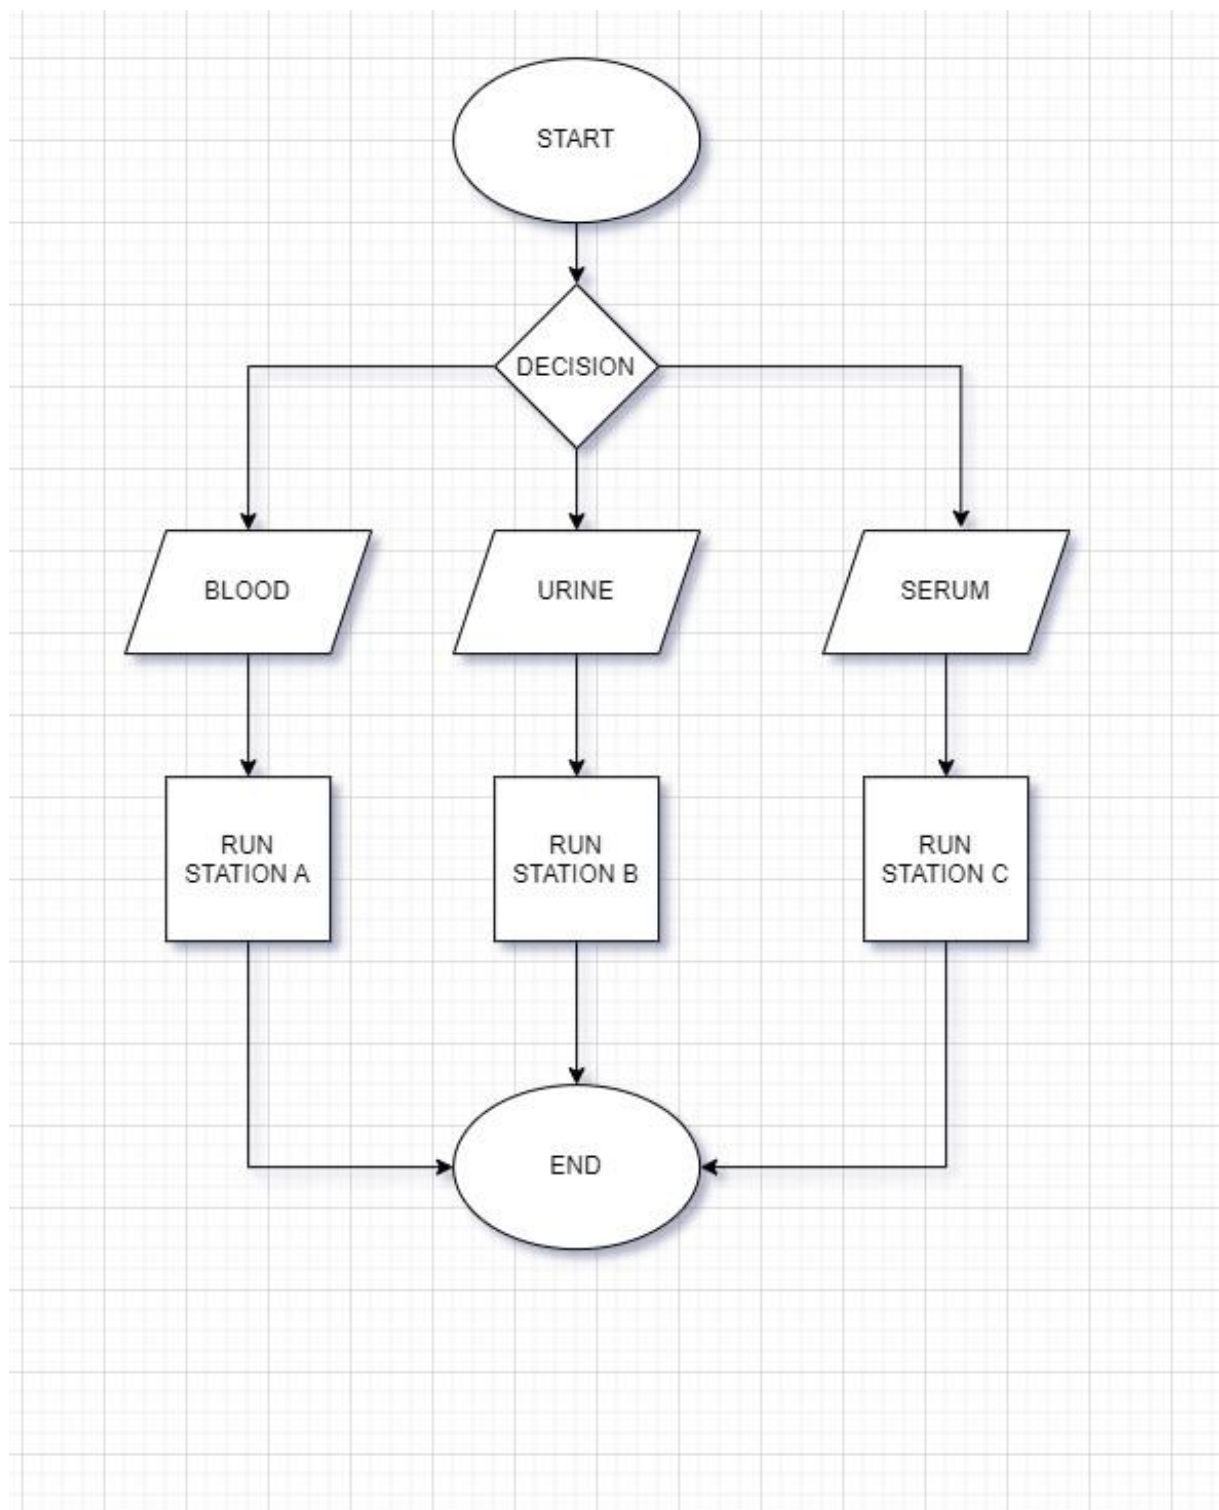 START
DECISION
BLOOD
URINE
SERUM
RUN
STATION A
RUN
STATION B
RUN
STATION C
END